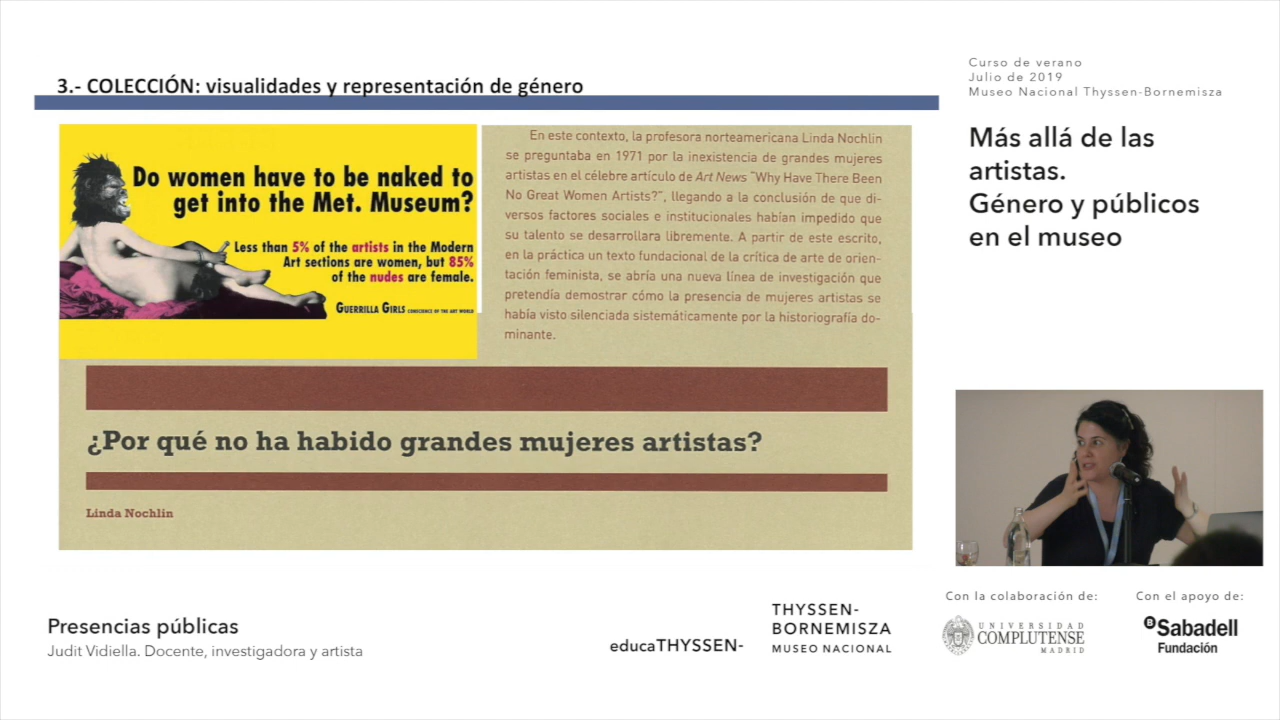 3.- COLECCIÓN: visualidades y representación de género
Do women have to be naked to
get into the Met. Museum?
Less than 5% of the artists in the Modern
Art sections are women, but 85%
of the nudes are female.
GUERRILLA GIRLS CONSCIENCE OF THE ART WORLD
En este contexto, la profesora norteamericana Linda Nochlin
se preguntaba en 1971 por la inexistencia de grandes mujeres
artistas en el célebre artículo de Art News “Why Have There Been
No Great Women Artists?”, llegando a la conclusión de que di-
versos factores sociales e institucionales habían impedido que
su talento se desarrollara libremente. A partir de este escrito,
en la práctica un texto fundacional de la crítica de arte de orien-
tación feminista, se abría una nueva línea de investigación que
pretendía demostrar cómo la presencia de mujeres artistas se
había visto silenciada sistemáticamente por la historiografía do-
minante.
¿Por qué no ha habido grandes mujeres artistas?
Linda Nochlin
Curso de verano
Julio de 2019
Museo Nacional Thyssen-Bornemisza
Más allá de las
artistas.
Género y públicos
en el museo
Presencias públicas
Judit Vidiella. Docente, investigadora y artista
educaTHYSSEN-
THYSSEN-
BORNEMISZA
MUSEO NACIONAL
Con la colaboración de:
UNIVERSIDAD
COMPLUTENSE
MADRID
Con el apoyo de:
B Sabadell
Fundación